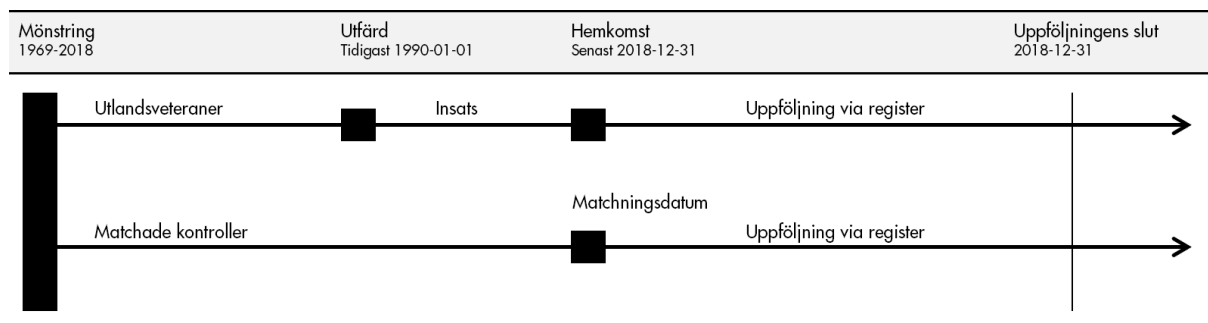 Mönstring
1969-2018
Utfärd
Tidigast 1990-01-01
Hemkomst
Senast 2018-12-31
Uppföljningens slut
2018-12-31
Utlandsveteraner
Insats
Uppföljning via register
Matchningsdatum
Matchade kontroller
Uppföljning via register